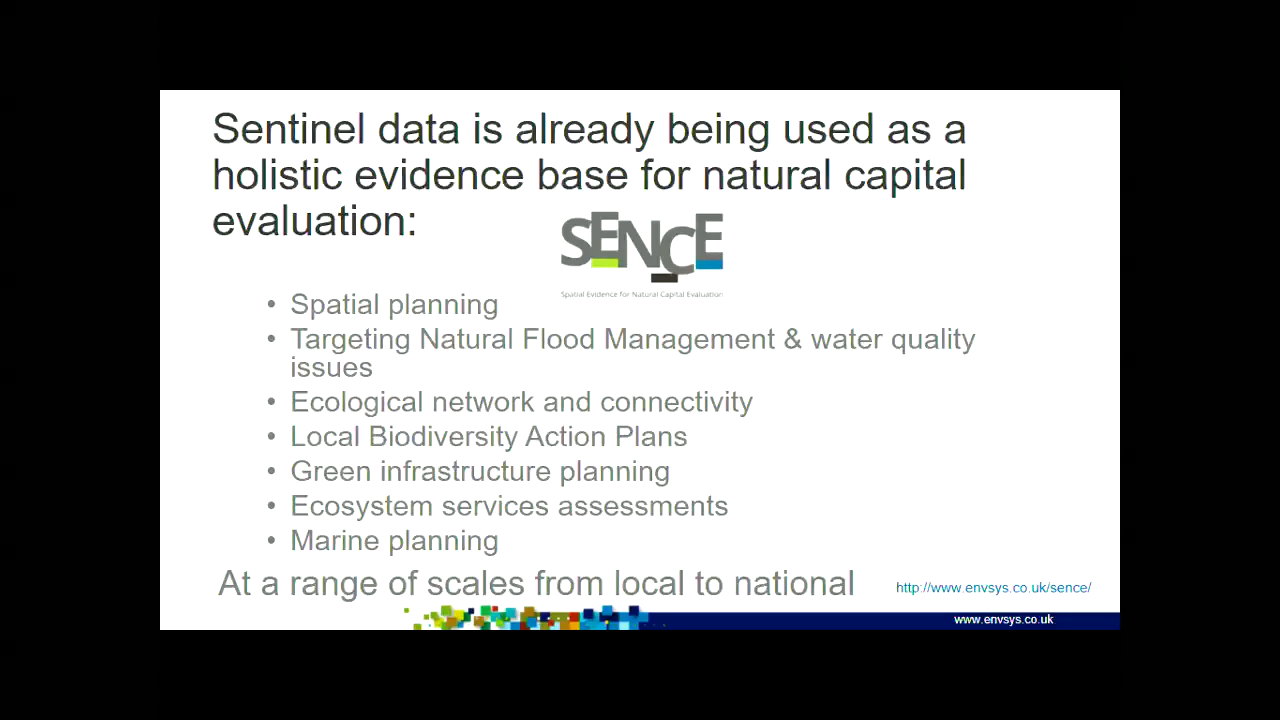 Sentinel data is already being used as a
holistic evidence base for natural capital
evaluation:
SENCE
Spatial Evidence for Natural Capital Evaluation
• Spatial planning
• Targeting Natural Flood Management & water quality
issues
• Ecological network and connectivity
• Local Biodiversity Action Plans
• Green infrastructure planning
• Ecosystem services assessments
• Marine planning
At a range of scales from local to national
http://www.envsys.co.uk/sence/
www.envsys.co.uk